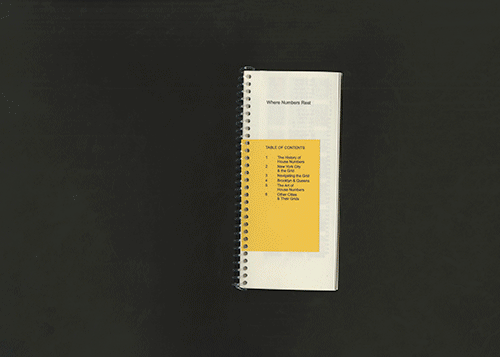 Where Numbers Rest
TABLE OF CONTENTS
1 The History of
House Numbers
2 New York City
& the Grid
3 Navigating the Grid
4 Brooklyn & Queens
5 The Art of
House Numbers
6 Other Cities
& Their Grids